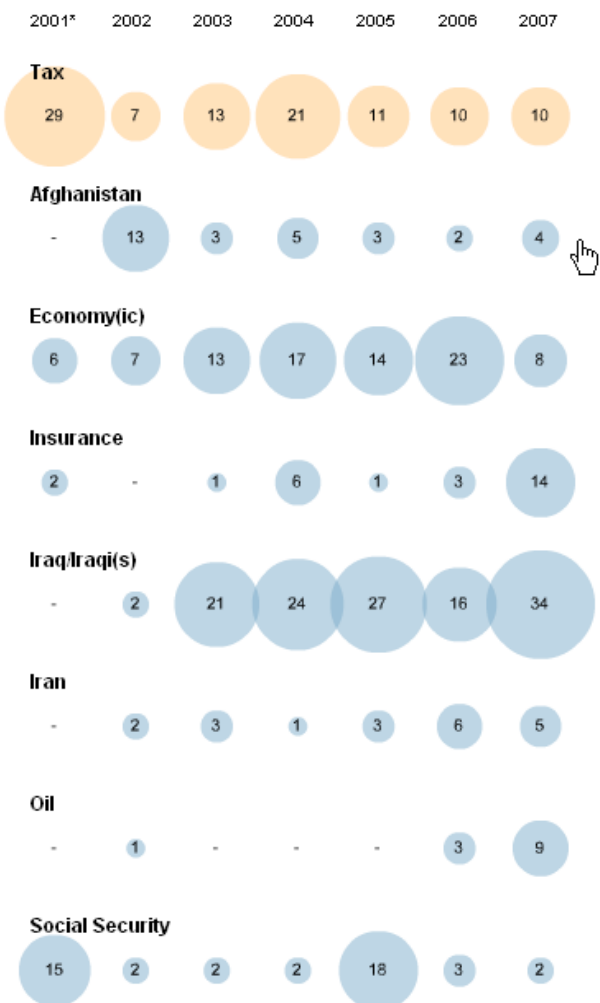 2001* 2002 2003 2004 2005 2006 2007
Tax
29 7 13 21 11 10 10
Afghanistan
- 13 3 5 3 2 4
Economy(ic)
6 7 13 17 14 23 8
Insurance
2 - 1 6 1 3 14
Iraq/Iraqi(s)
- 2 21 24 27 16 34
Iran
- 2 3 1 3 6 5
Oil
- 1 - - - 3 9
Social Security
15 2 2 2 18 3 2